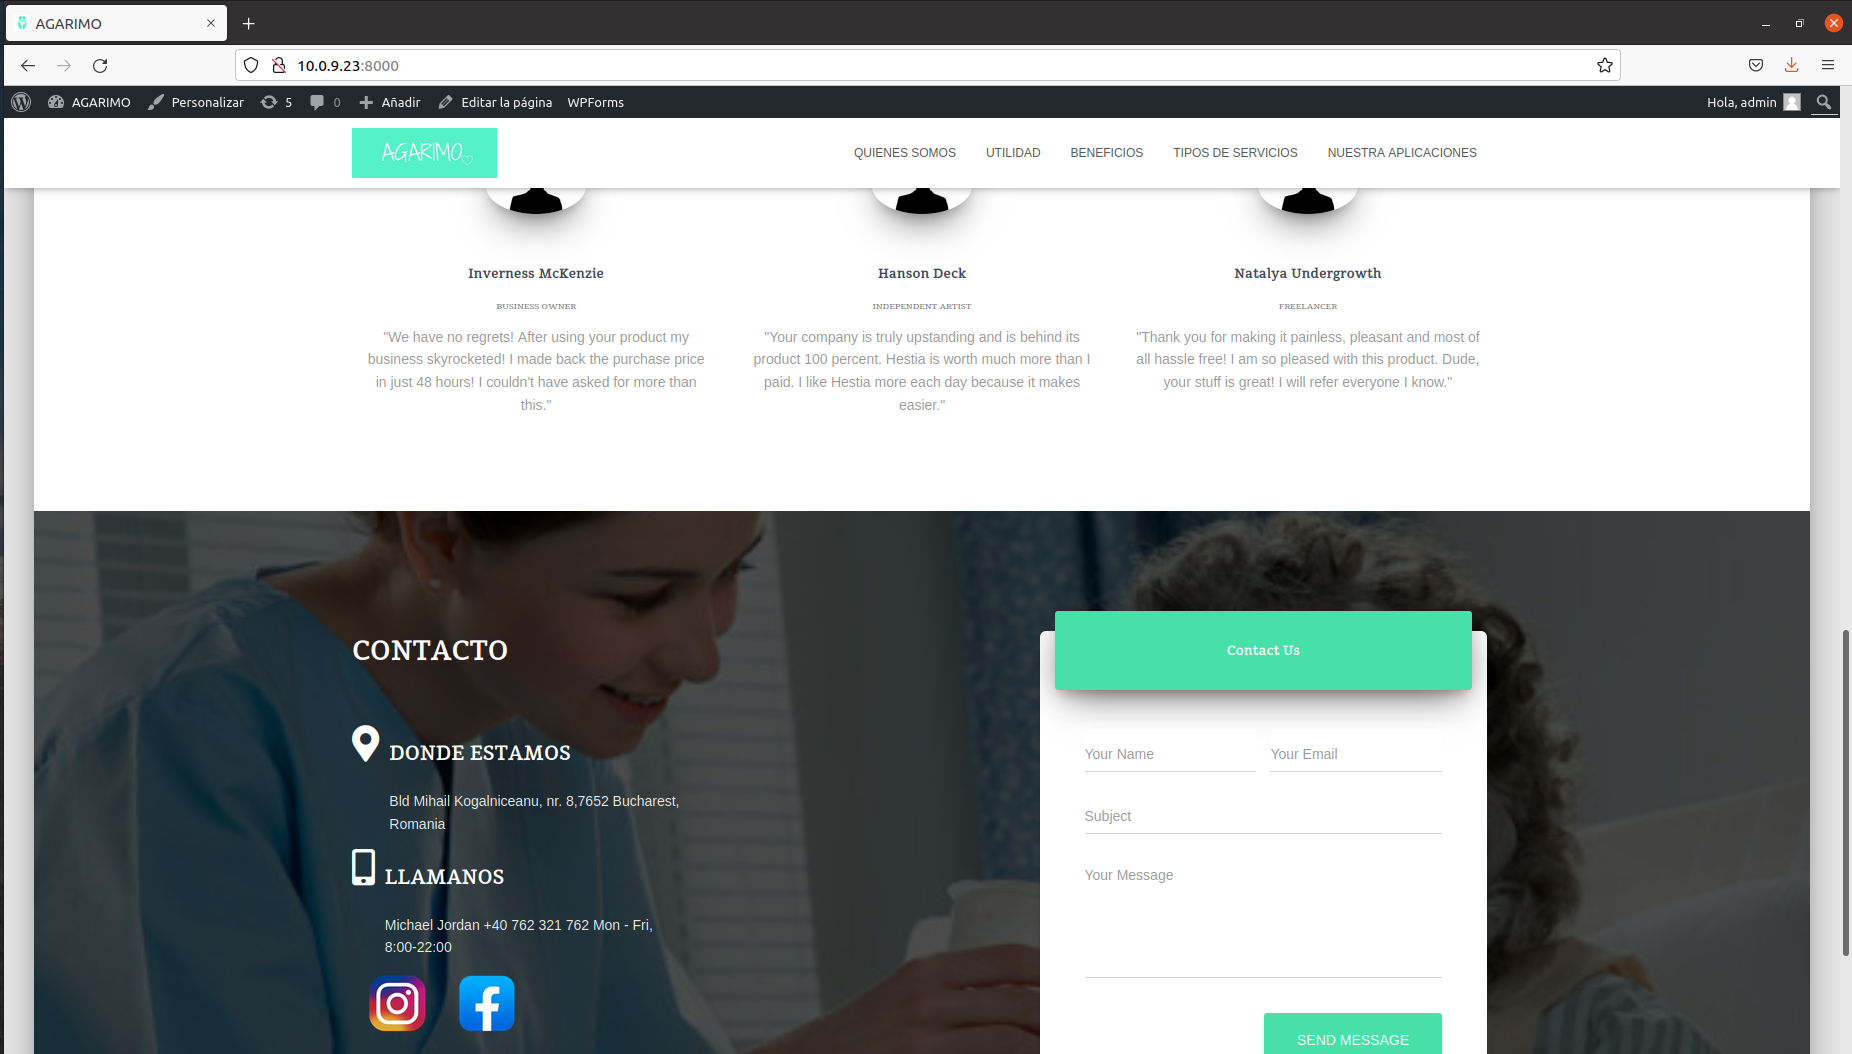 AGARIMO
10.0.9.23:8000
AGARIMO Personalizar 5 0 Añadir Editar la página WPForms Hola, admin
AGARIMO
QUIENES SOMOS UTILIDAD BENEFICIOS TIPOS DE SERVICIOS NUESTRA APLICACIONES
Inverness McKenzie
BUSINESS OWNER
"We have no regrets! After using your product my
business skyrocketed! I made back the purchase price
in just 48 hours! I couldn't have asked for more than
this."
Hanson Deck
INDEPENDENT ARTIST
"Your company is truly upstanding and is behind its
product 100 percent. Hestia is worth much more than I
paid. I like Hestia more each day because it makes
easier."
Natalya Undergrowth
FREELANCER
"Thank you for making it painless, pleasant and most of
all hassle free! I am so pleased with this product. Dude,
your stuff is great! I will refer everyone I know."
CONTACTO
DONDE ESTAMOS
Bld Mihail Kogalniceanu, nr. 8,7652 Bucharest,
Romania
LLAMANOS
Michael Jordan +40 762 321 762 Mon - Fri,
8:00-22:00
Contact Us
Your Name Your Email
Subject
Your Message
SEND MESSAGE